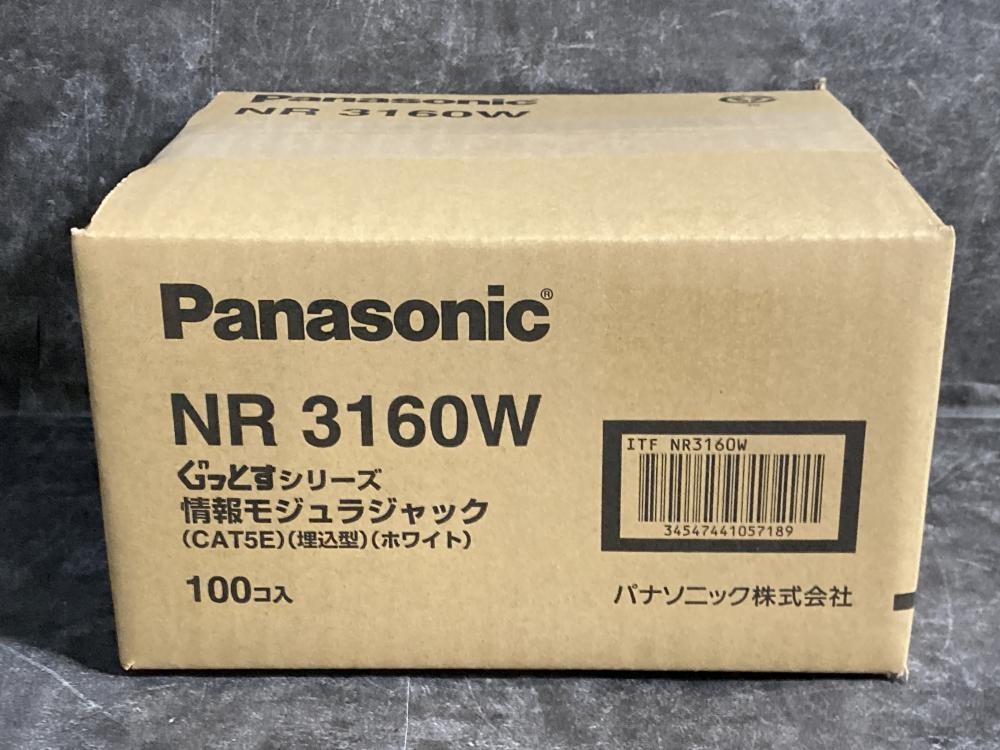 Panasonic
NR 3160W
Panasonic®
NR 3160W
ぐっとすシリーズ
情報モジュラジャック
(CAT5E)(埋込型)(ホワイト)
100コ入
ITF NR3160W
34547441057189
パナソニック株式会社